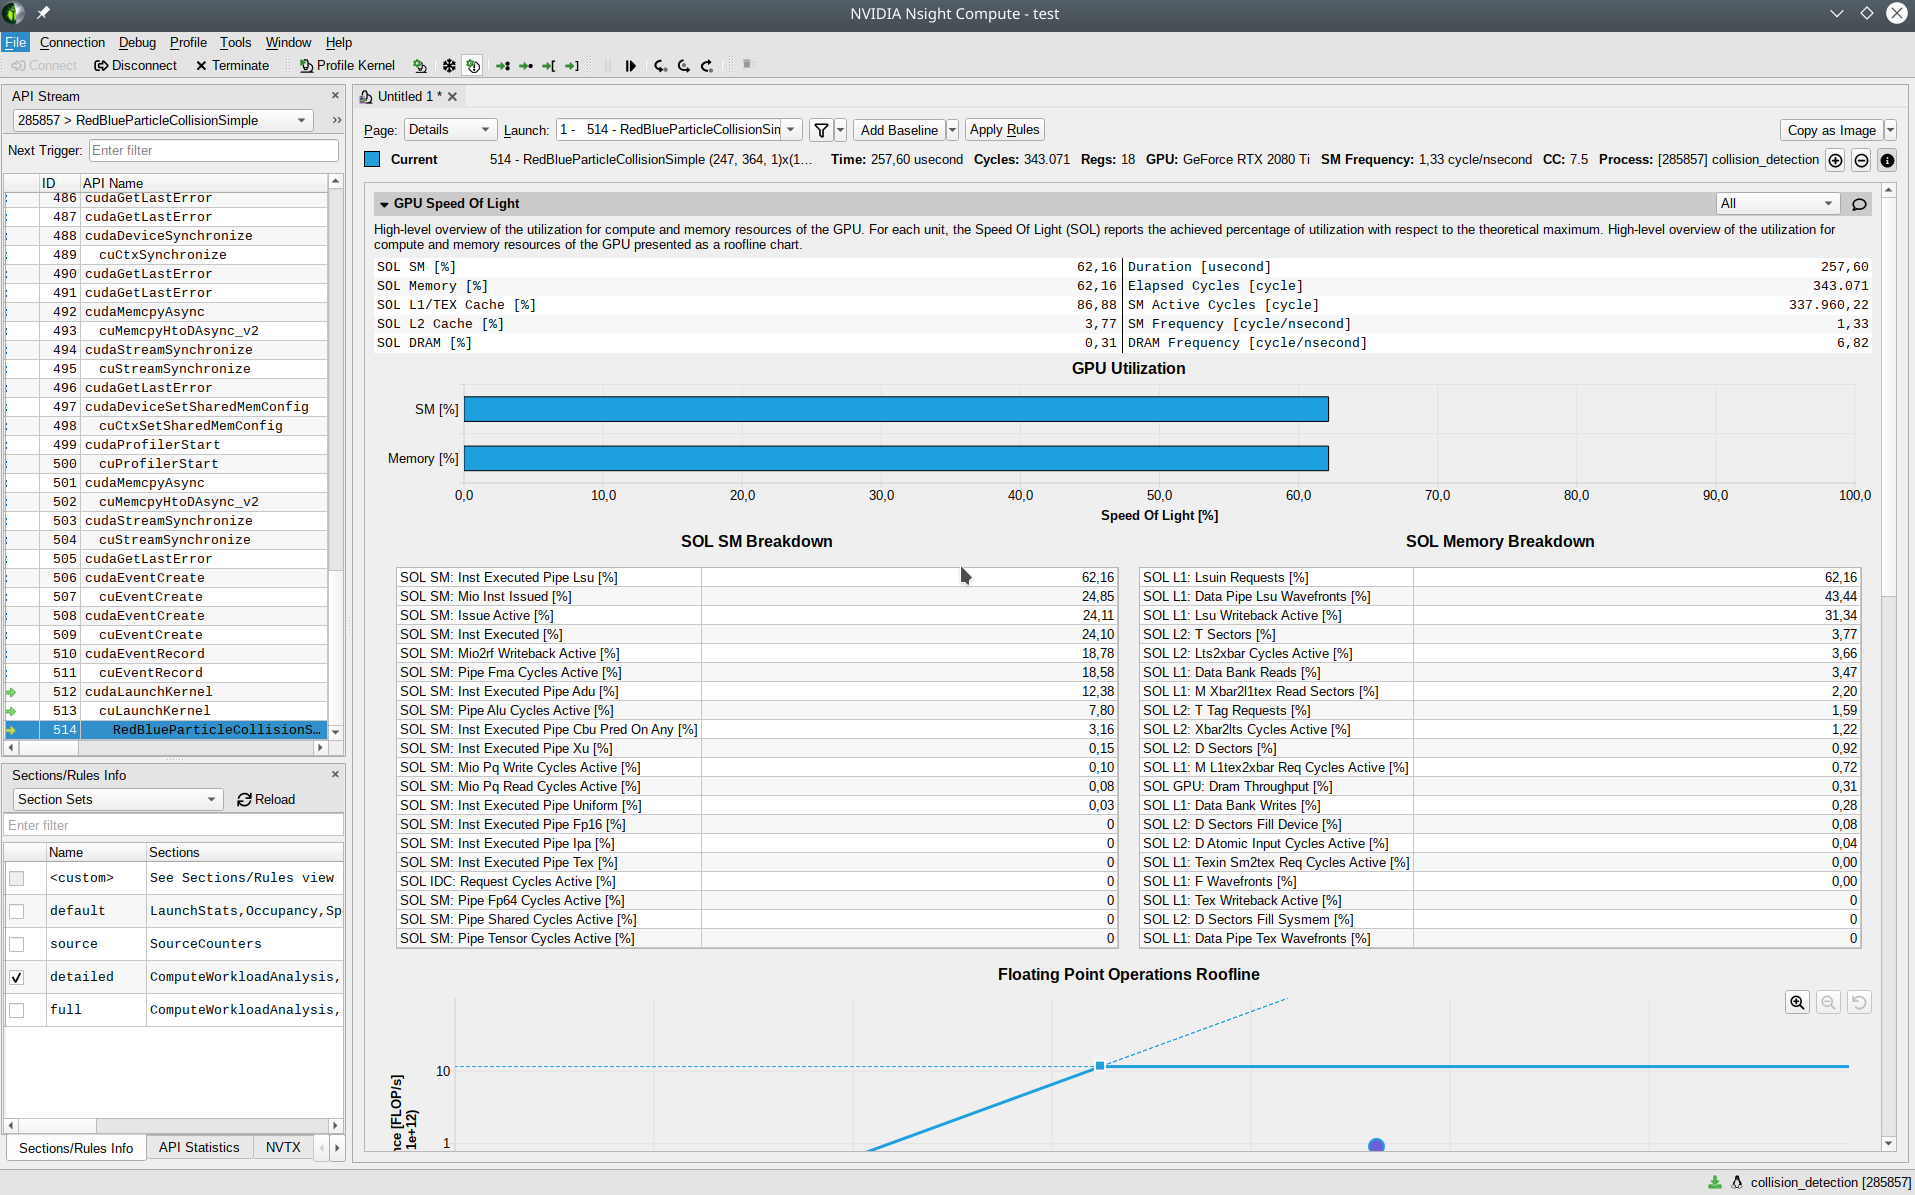 NVIDIA Nsight Compute - test
File Connection Debug Profile Tools Window Help
Connect Disconnect Terminate Profile Kernel
API Stream
285857 > RedBlueParticleCollisionSimple
Next Trigger: Enter filter
ID API Name
486 cudaGetLastError
487 cudaGetLastError
488 cudaDeviceSynchronize
489 cuCtxSynchronize
490 cudaGetLastError
491 cudaGetLastError
492 cudaMemcpyAsync
493 cuMemcpyHtoDAsync_v2
494 cudaStreamSynchronize
495 cuStreamSynchronize
496 cudaGetLastError
497 cudaDeviceSetSharedMemConfig
498 cuCtxSetSharedMemConfig
499 cudaProfilerStart
500 cuProfilerStart
501 cudaMemcpyAsync
502 cuMemcpyHtoDAsync_v2
503 cudaStreamSynchronize
504 cuStreamSynchronize
505 cudaGetLastError
506 cudaEventCreate
507 cuEventCreate
508 cudaEventCreate
509 cuEventCreate
510 cudaEventRecord
511 cuEventRecord
512 cudaLaunchKernel
513 cuLaunchKernel
514 RedBlueParticleCollisionS...
Sections/Rules Info
Section Sets Reload
Enter filter
Name Sections
<custom> See Sections/Rules view
default LaunchStats,Occupancy,Sp
source SourceCounters
detailed ComputeWorkloadAnalysis,
full ComputeWorkloadAnalysis,
Sections/Rules Info API Statistics NVTX
Untitled 1 *
Page: Details Launch: 1 - 514 - RedBlueParticleCollisionSim Add Baseline Apply Rules Copy as Image
Current 514 - RedBlueParticleCollisionSimple (247, 364, 1)x(1... Time: 257,60 usecond Cycles: 343.071 Regs: 18 GPU: GeForce RTX 2080 Ti SM Frequency: 1,33 cycle/nsecond CC: 7.5 Process: [285857] collision_detection
GPU Speed Of Light All
High-level overview of the utilization for compute and memory resources of the GPU. For each unit, the Speed Of Light (SOL) reports the achieved percentage of utilization with respect to the theoretical maximum. High-level overview of the utilization for
compute and memory resources of the GPU presented as a roofline chart.
SOL SM [%] 62,16 Duration [usecond] 257,60
SOL Memory [%] 62,16 Elapsed Cycles [cycle] 343.071
SOL L1/TEX Cache [%] 86,88 SM Active Cycles [cycle] 337.960,22
SOL L2 Cache [%] 3,77 SM Frequency [cycle/nsecond] 1,33
SOL DRAM [%] 0,31 DRAM Frequency [cycle/nsecond] 6,82
GPU Utilization
SM [%]
Memory [%]
0,0 10,0 20,0 30,0 40,0 50,0 60,0 70,0 80,0 90,0 100,0
Speed Of Light [%]
SOL SM Breakdown
SOL SM: Inst Executed Pipe Lsu [%] 62,16
SOL SM: Mio Inst Issued [%] 24,85
SOL SM: Issue Active [%] 24,11
SOL SM: Inst Executed [%] 24,10
SOL SM: Mio2rf Writeback Active [%] 18,78
SOL SM: Pipe Fma Cycles Active [%] 18,58
SOL SM: Inst Executed Pipe Adu [%] 12,38
SOL SM: Pipe Alu Cycles Active [%] 7,80
SOL SM: Inst Executed Pipe Cbu Pred On Any [%] 3,16
SOL SM: Inst Executed Pipe Xu [%] 0,15
SOL SM: Mio Pq Write Cycles Active [%] 0,10
SOL SM: Mio Pq Read Cycles Active [%] 0,08
SOL SM: Inst Executed Pipe Uniform [%] 0,03
SOL SM: Inst Executed Pipe Fp16 [%] 0
SOL SM: Inst Executed Pipe Ipa [%] 0
SOL SM: Inst Executed Pipe Tex [%] 0
SOL IDC: Request Cycles Active [%] 0
SOL SM: Pipe Fp64 Cycles Active [%] 0
SOL SM: Pipe Shared Cycles Active [%] 0
SOL SM: Pipe Tensor Cycles Active [%] 0
SOL Memory Breakdown
SOL L1: Lsuin Requests [%] 62,16
SOL L1: Data Pipe Lsu Wavefronts [%] 43,44
SOL L1: Lsu Writeback Active [%] 31,34
SOL L2: T Sectors [%] 3,77
SOL L2: Lts2xbar Cycles Active [%] 3,66
SOL L1: Data Bank Reads [%] 3,47
SOL L1: M Xbar2l1tex Read Sectors [%] 2,20
SOL L2: T Tag Requests [%] 1,59
SOL L2: Xbar2lts Cycles Active [%] 1,22
SOL L2: D Sectors [%] 0,92
SOL L1: M L1tex2xbar Req Cycles Active [%] 0,72
SOL GPU: Dram Throughput [%] 0,31
SOL L1: Data Bank Writes [%] 0,28
SOL L2: D Sectors Fill Device [%] 0,08
SOL L2: D Atomic Input Cycles Active [%] 0,04
SOL L1: Texin Sm2tex Req Cycles Active [%] 0,00
SOL L1: F Wavefronts [%] 0,00
SOL L1: Tex Writeback Active [%] 0
SOL L2: D Sectors Fill Sysmem [%] 0
SOL L1: Data Pipe Tex Wavefronts [%] 0
Floating Point Operations Roofline
10
1
nce [FLOP/s]
1e+12)
collision_detection [285857]